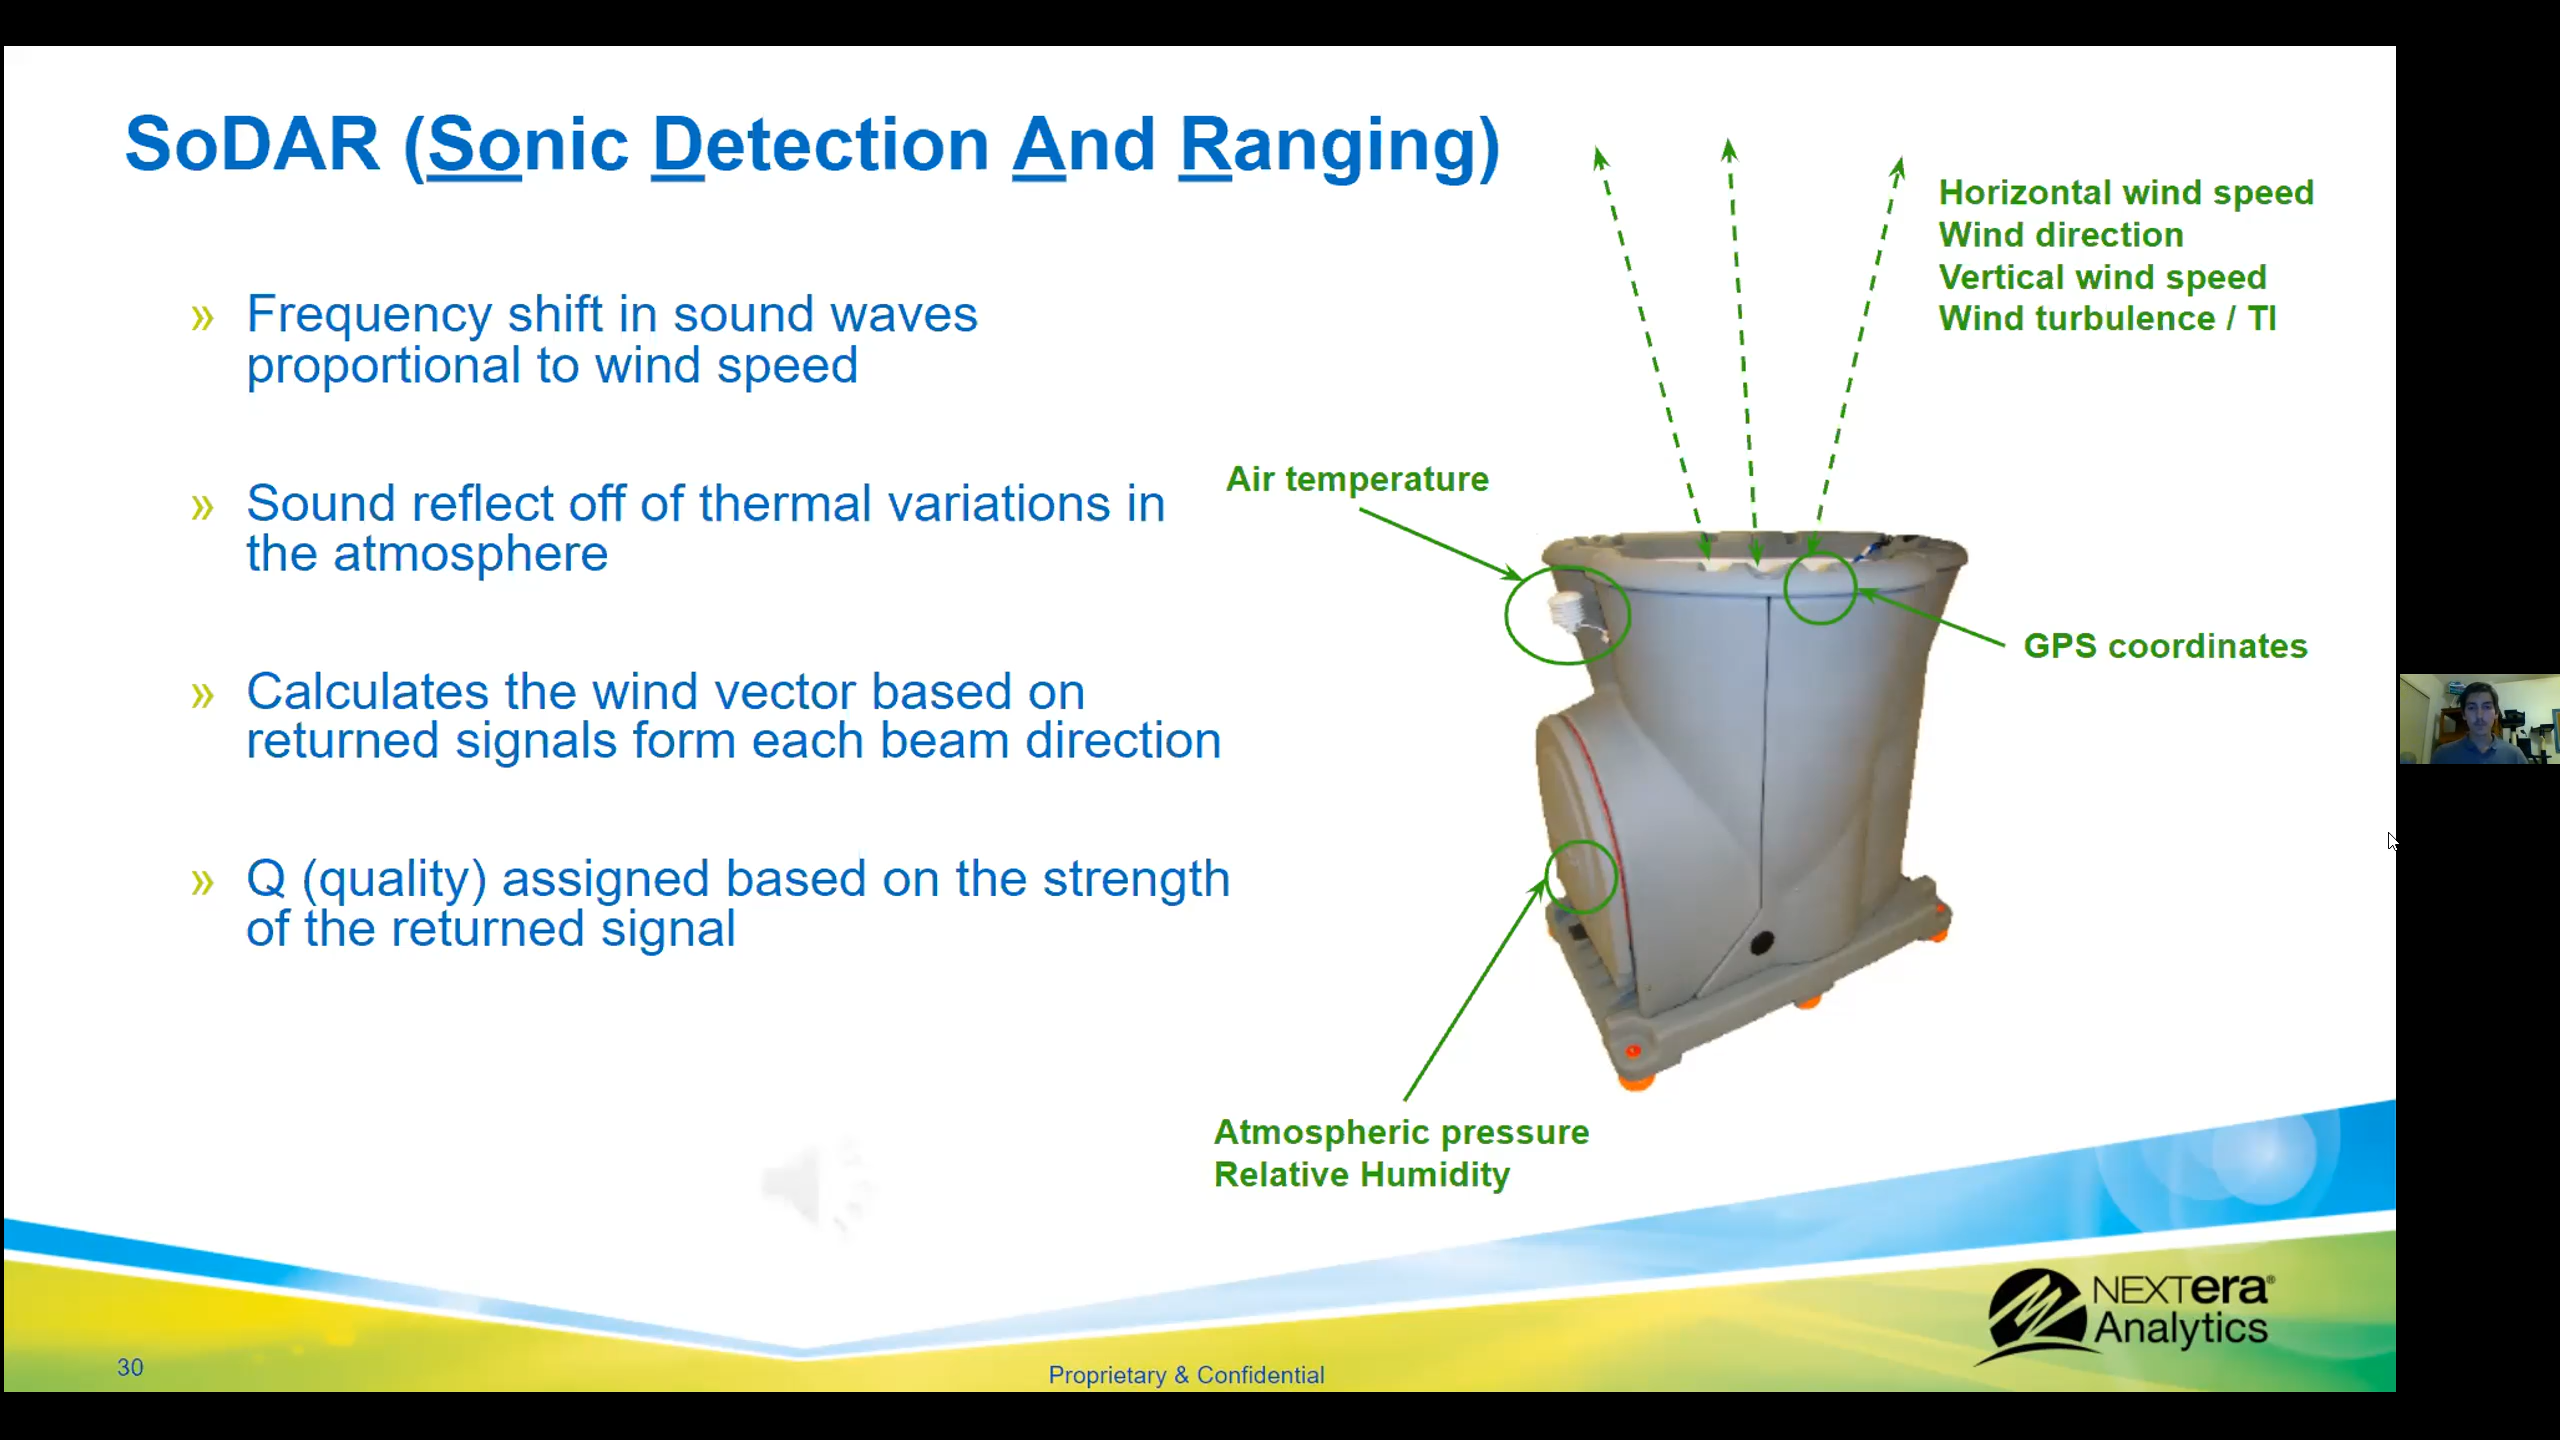 SoDAR (Sonic Detection And Ranging)
» Frequency shift in sound waves
proportional to wind speed
» Sound reflect off of thermal variations in
the atmosphere
» Calculates the wind vector based on
returned signals form each beam direction
» Q (quality) assigned based on the strength
of the returned signal
Horizontal wind speed
Wind direction
Vertical wind speed
Wind turbulence / TI
Air temperature
GPS coordinates
Atmospheric pressure
Relative Humidity
NEXTera®
Analytics
30
Proprietary & Confidential